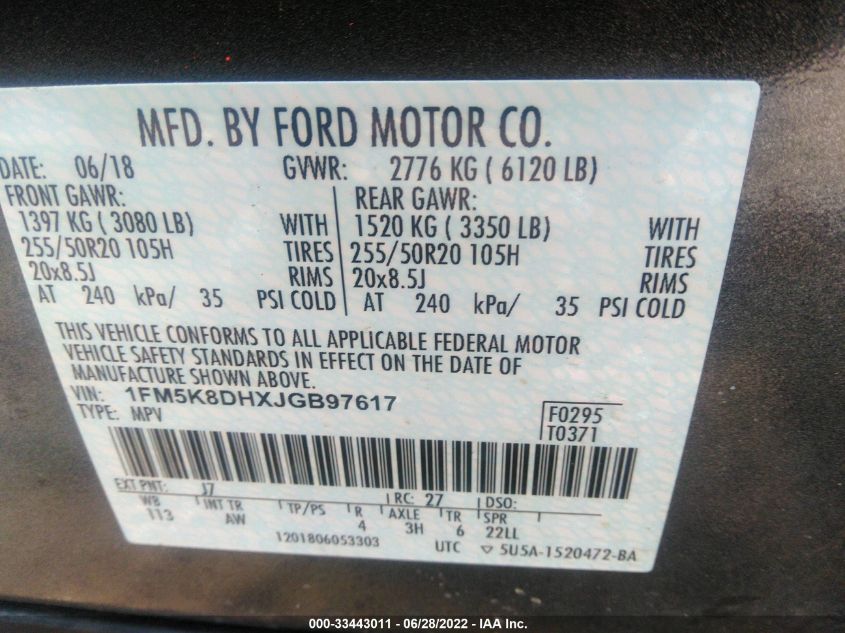 MFD. BY FORD MOTOR CO.
DATE: 06/18 GVWR: 2776 KG ( 6120 LB)
FRONT GAWR: REAR GAWR:
1397 KG ( 3080 LB) WITH 1520 KG ( 3350 LB) WITH
255/50R20 105H TIRES 255/50R20 105H TIRES
20x8.5J RIMS 20x8.5J RIMS
AT 240 kPa/ 35 PSI COLD AT 240 kPa/ 35 PSI COLD
THIS VEHICLE CONFORMS TO ALL APPLICABLE FEDERAL MOTOR
VEHICLE SAFETY STANDARDS IN EFFECT ON THE DATE OF
MANUFACTURE SHOWN ABOVE.
VIN: 1FM5K8DHXJGB97617
TYPE: MPV
F0295
T0371
EXT PNT: J7 RC: 27 DSO:
WB INT TR TP/PS R AXLE TR SPR
113 AW 4 3H 6 22LL
1201806053303 UTC ▽ 5U5A-1520472-BA
000-33443011 - 06/28/2022 - IAA Inc.